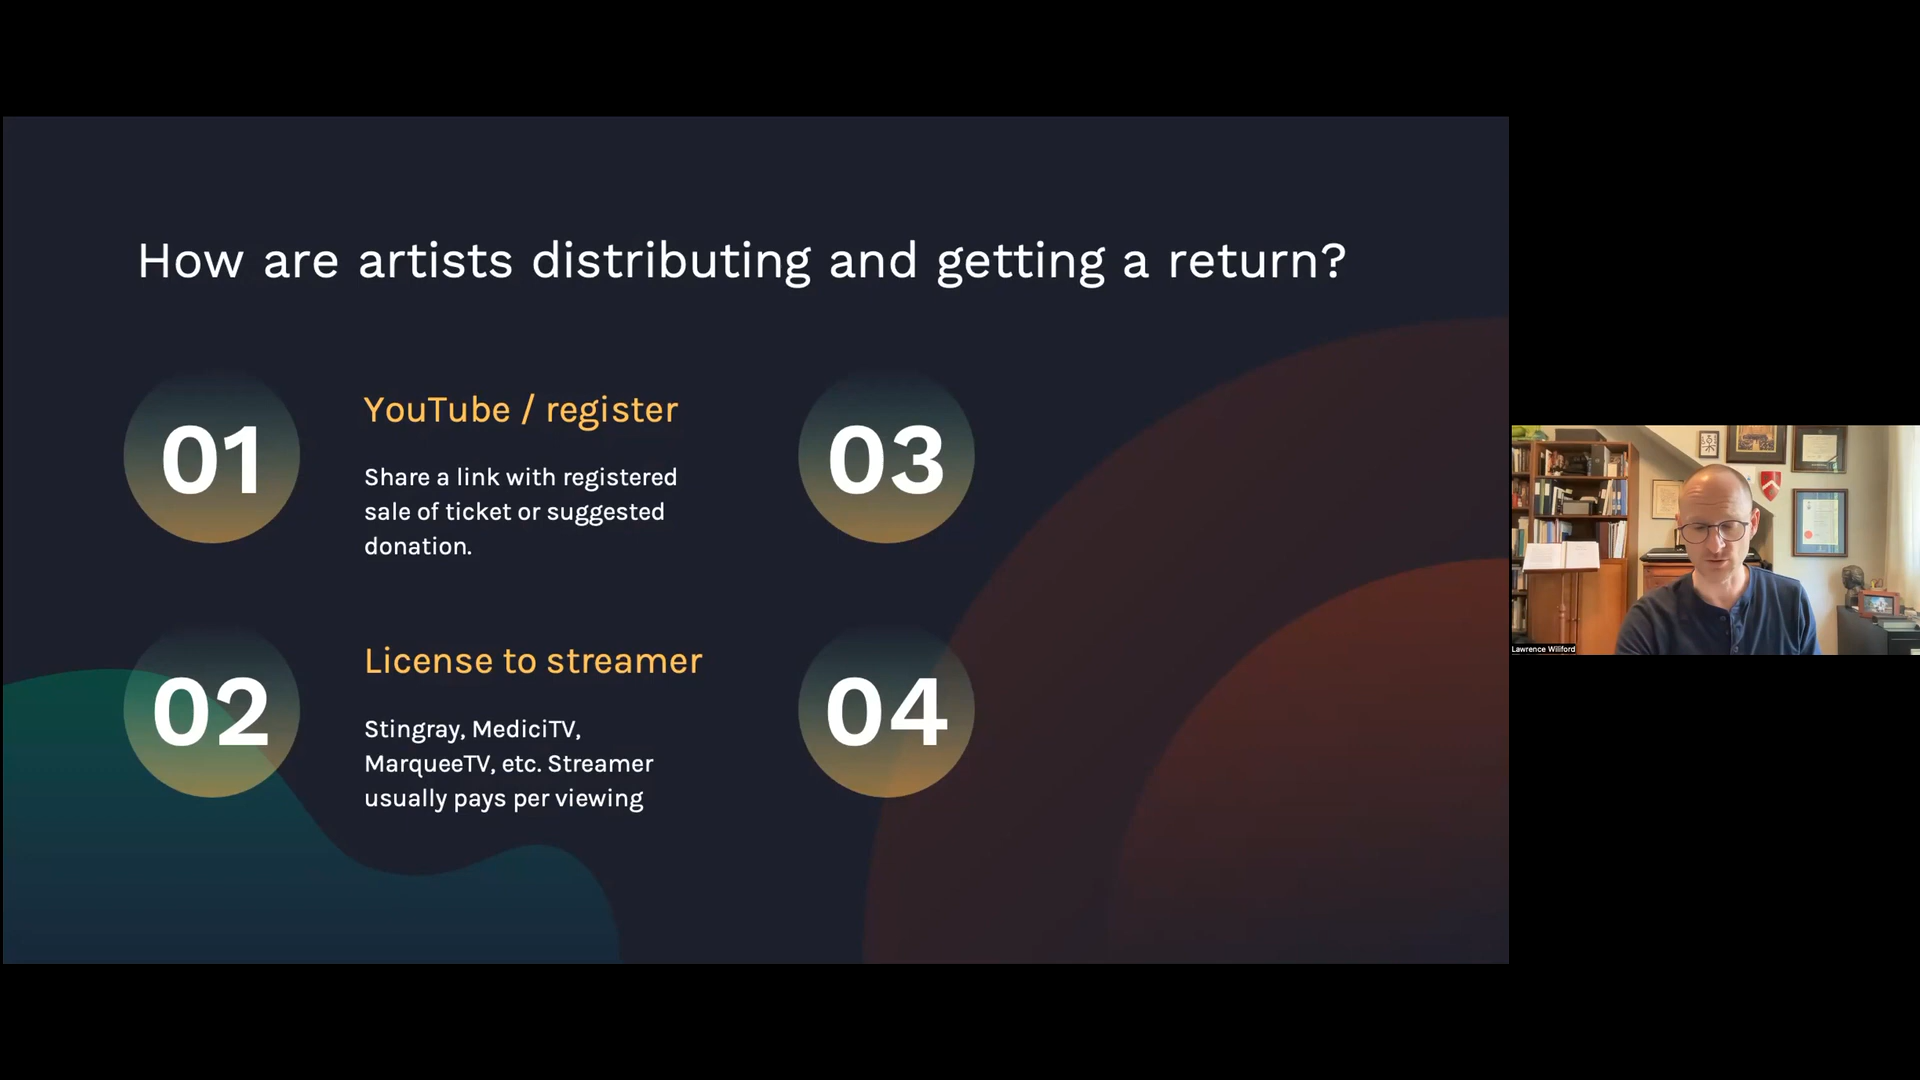 How are artists distributing and getting a return?
01
YouTube / register
Share a link with registered
sale of ticket or suggested
donation.
02
License to streamer
Stingray, MediciTV,
MarqueeTV, etc. Streamer
usually pays per viewing
03
04
Lawrence Wiliford